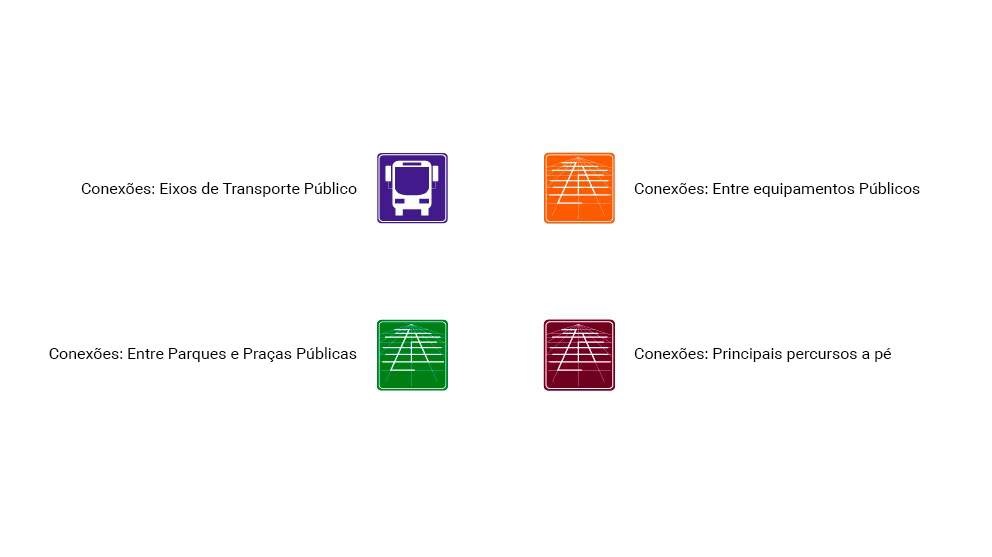 Conexões: Eixos de Transporte Público
Conexões: Entre equipamentos Públicos
Conexões: Entre Parques e Praças Públicas
Conexões: Principais percursos a pé